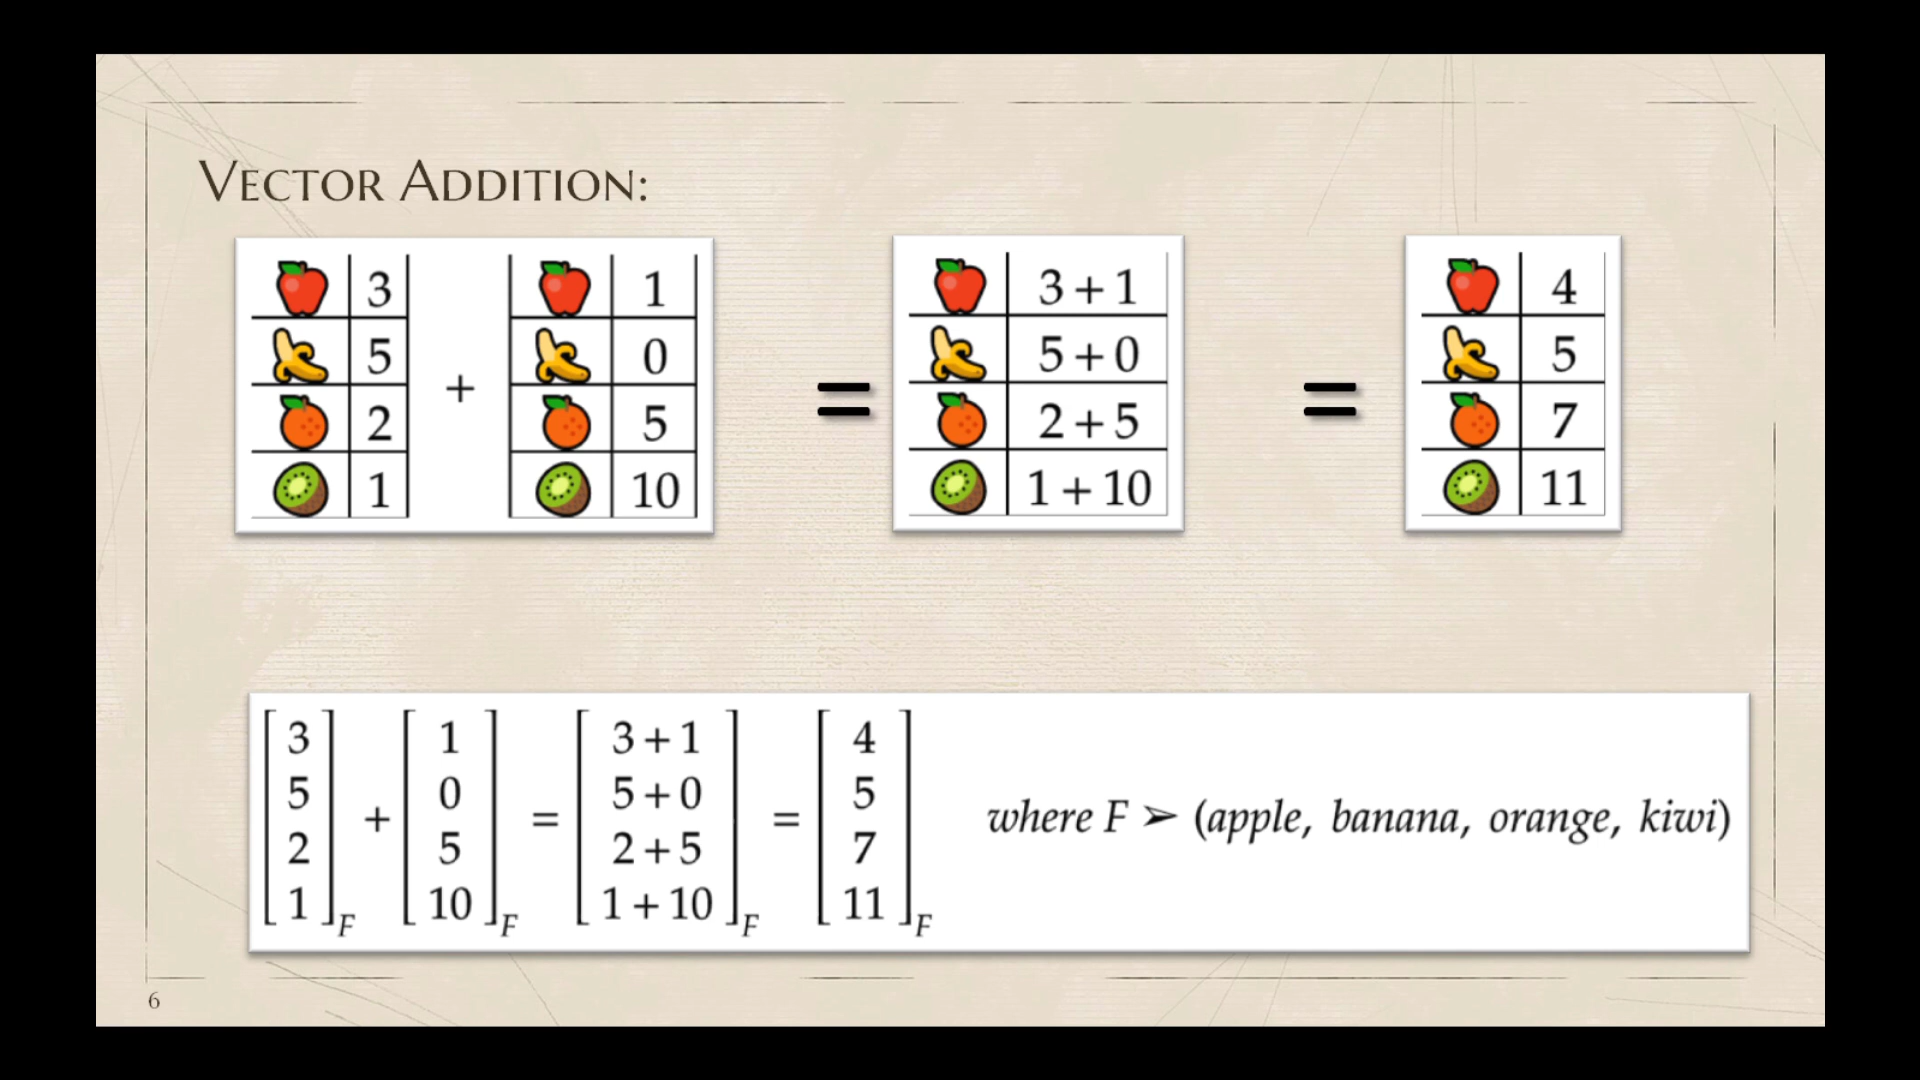 VECTOR ADDITION:
3 1 3 + 1 4
5 0 5 + 0 5
+ = =
2 5 2 + 5 7
1 10 1 + 10 11
3 1 3 + 1 4
5 0 5 + 0 5
+ = = where F ➢ (apple, banana, orange, kiwi)
2 5 2 + 5 7
1 10 1 + 10 11
F F F F
6